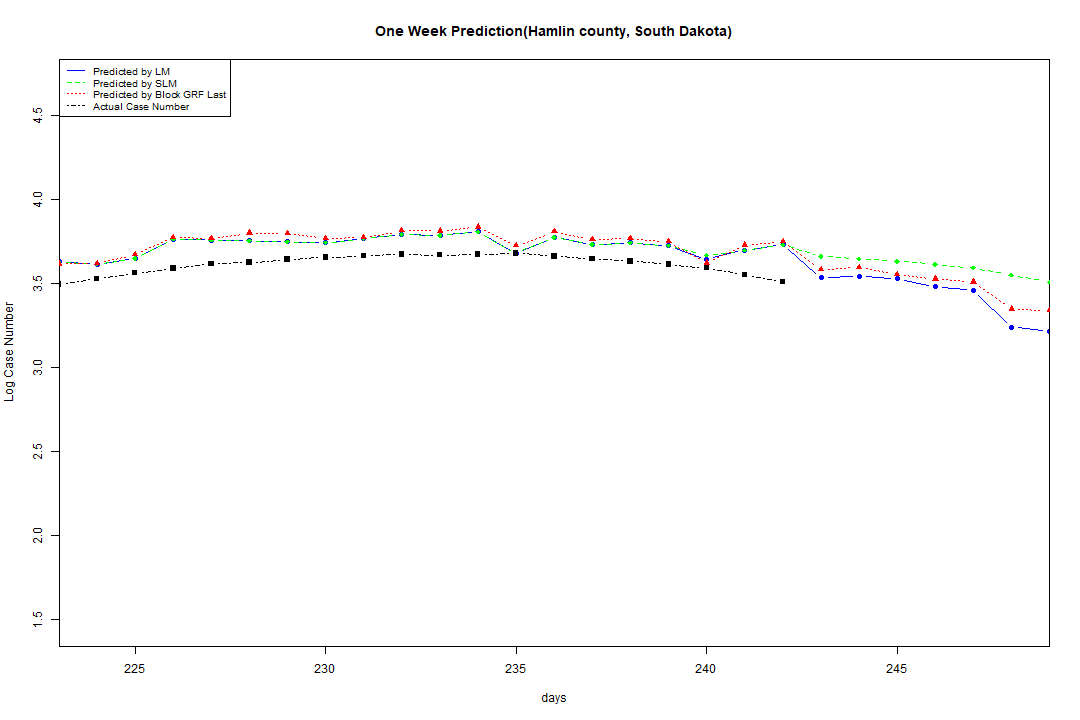 One Week Prediction(Hamlin county, South Dakota)
Predicted by LM
Predicted by SLM
Predicted by Block GRF Last
Actual Case Number
4.5
4.0
3.5
3.0
2.5
2.0
1.5
Log Case Number
225 230 235 240 245
days